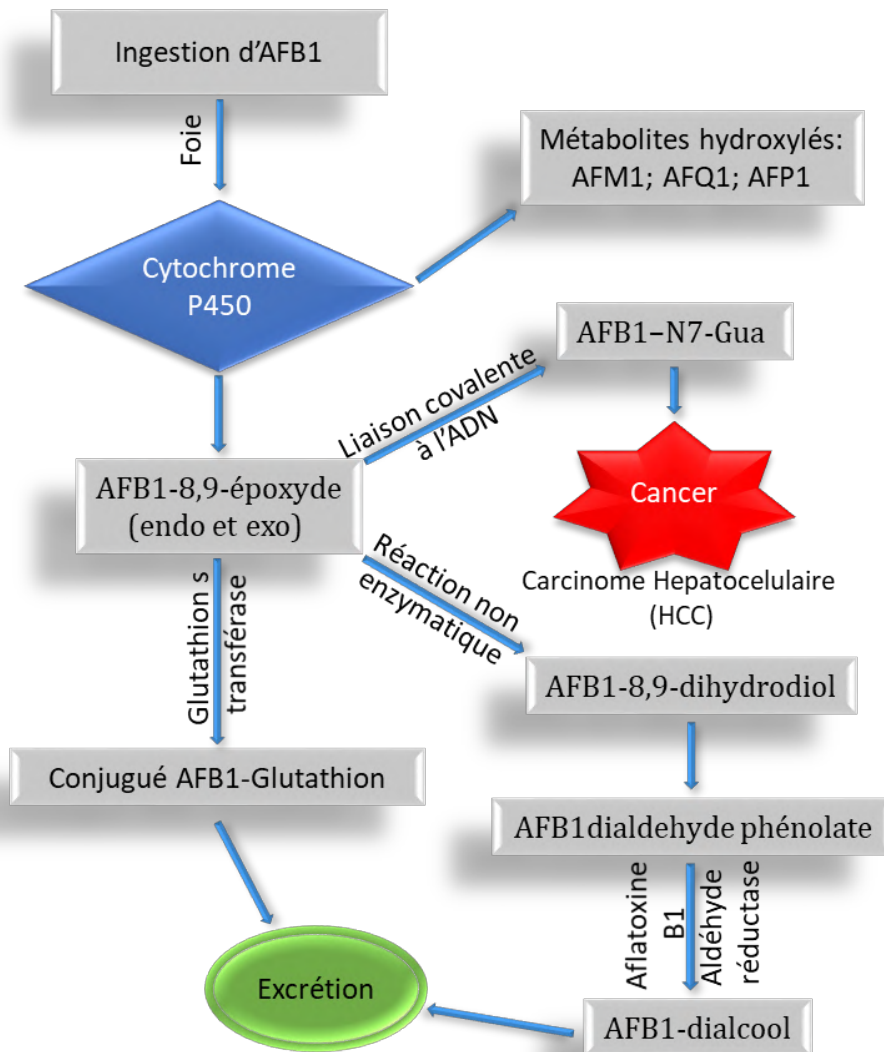 Ingestion d’AFB1
Foie
Métabolites hydroxylés:
AFM1; AFQ1; AFP1
Cytochrome
P450
AFB1–N7-Gua
Liaison covalente
à l’ADN
AFB1-8,9-époxyde
(endo et exo)
Cancer
Carcinome Hepatocelulaire
(HCC)
Réaction non
enzymatique
Glutathion s
transférase
AFB1-8,9-dihydrodiol
Conjugué AFB1-Glutathion
AFB1dialdehyde phénolate
Aflatoxine
B1
Aldéhyde
réductase
Excrétion
AFB1-dialcool